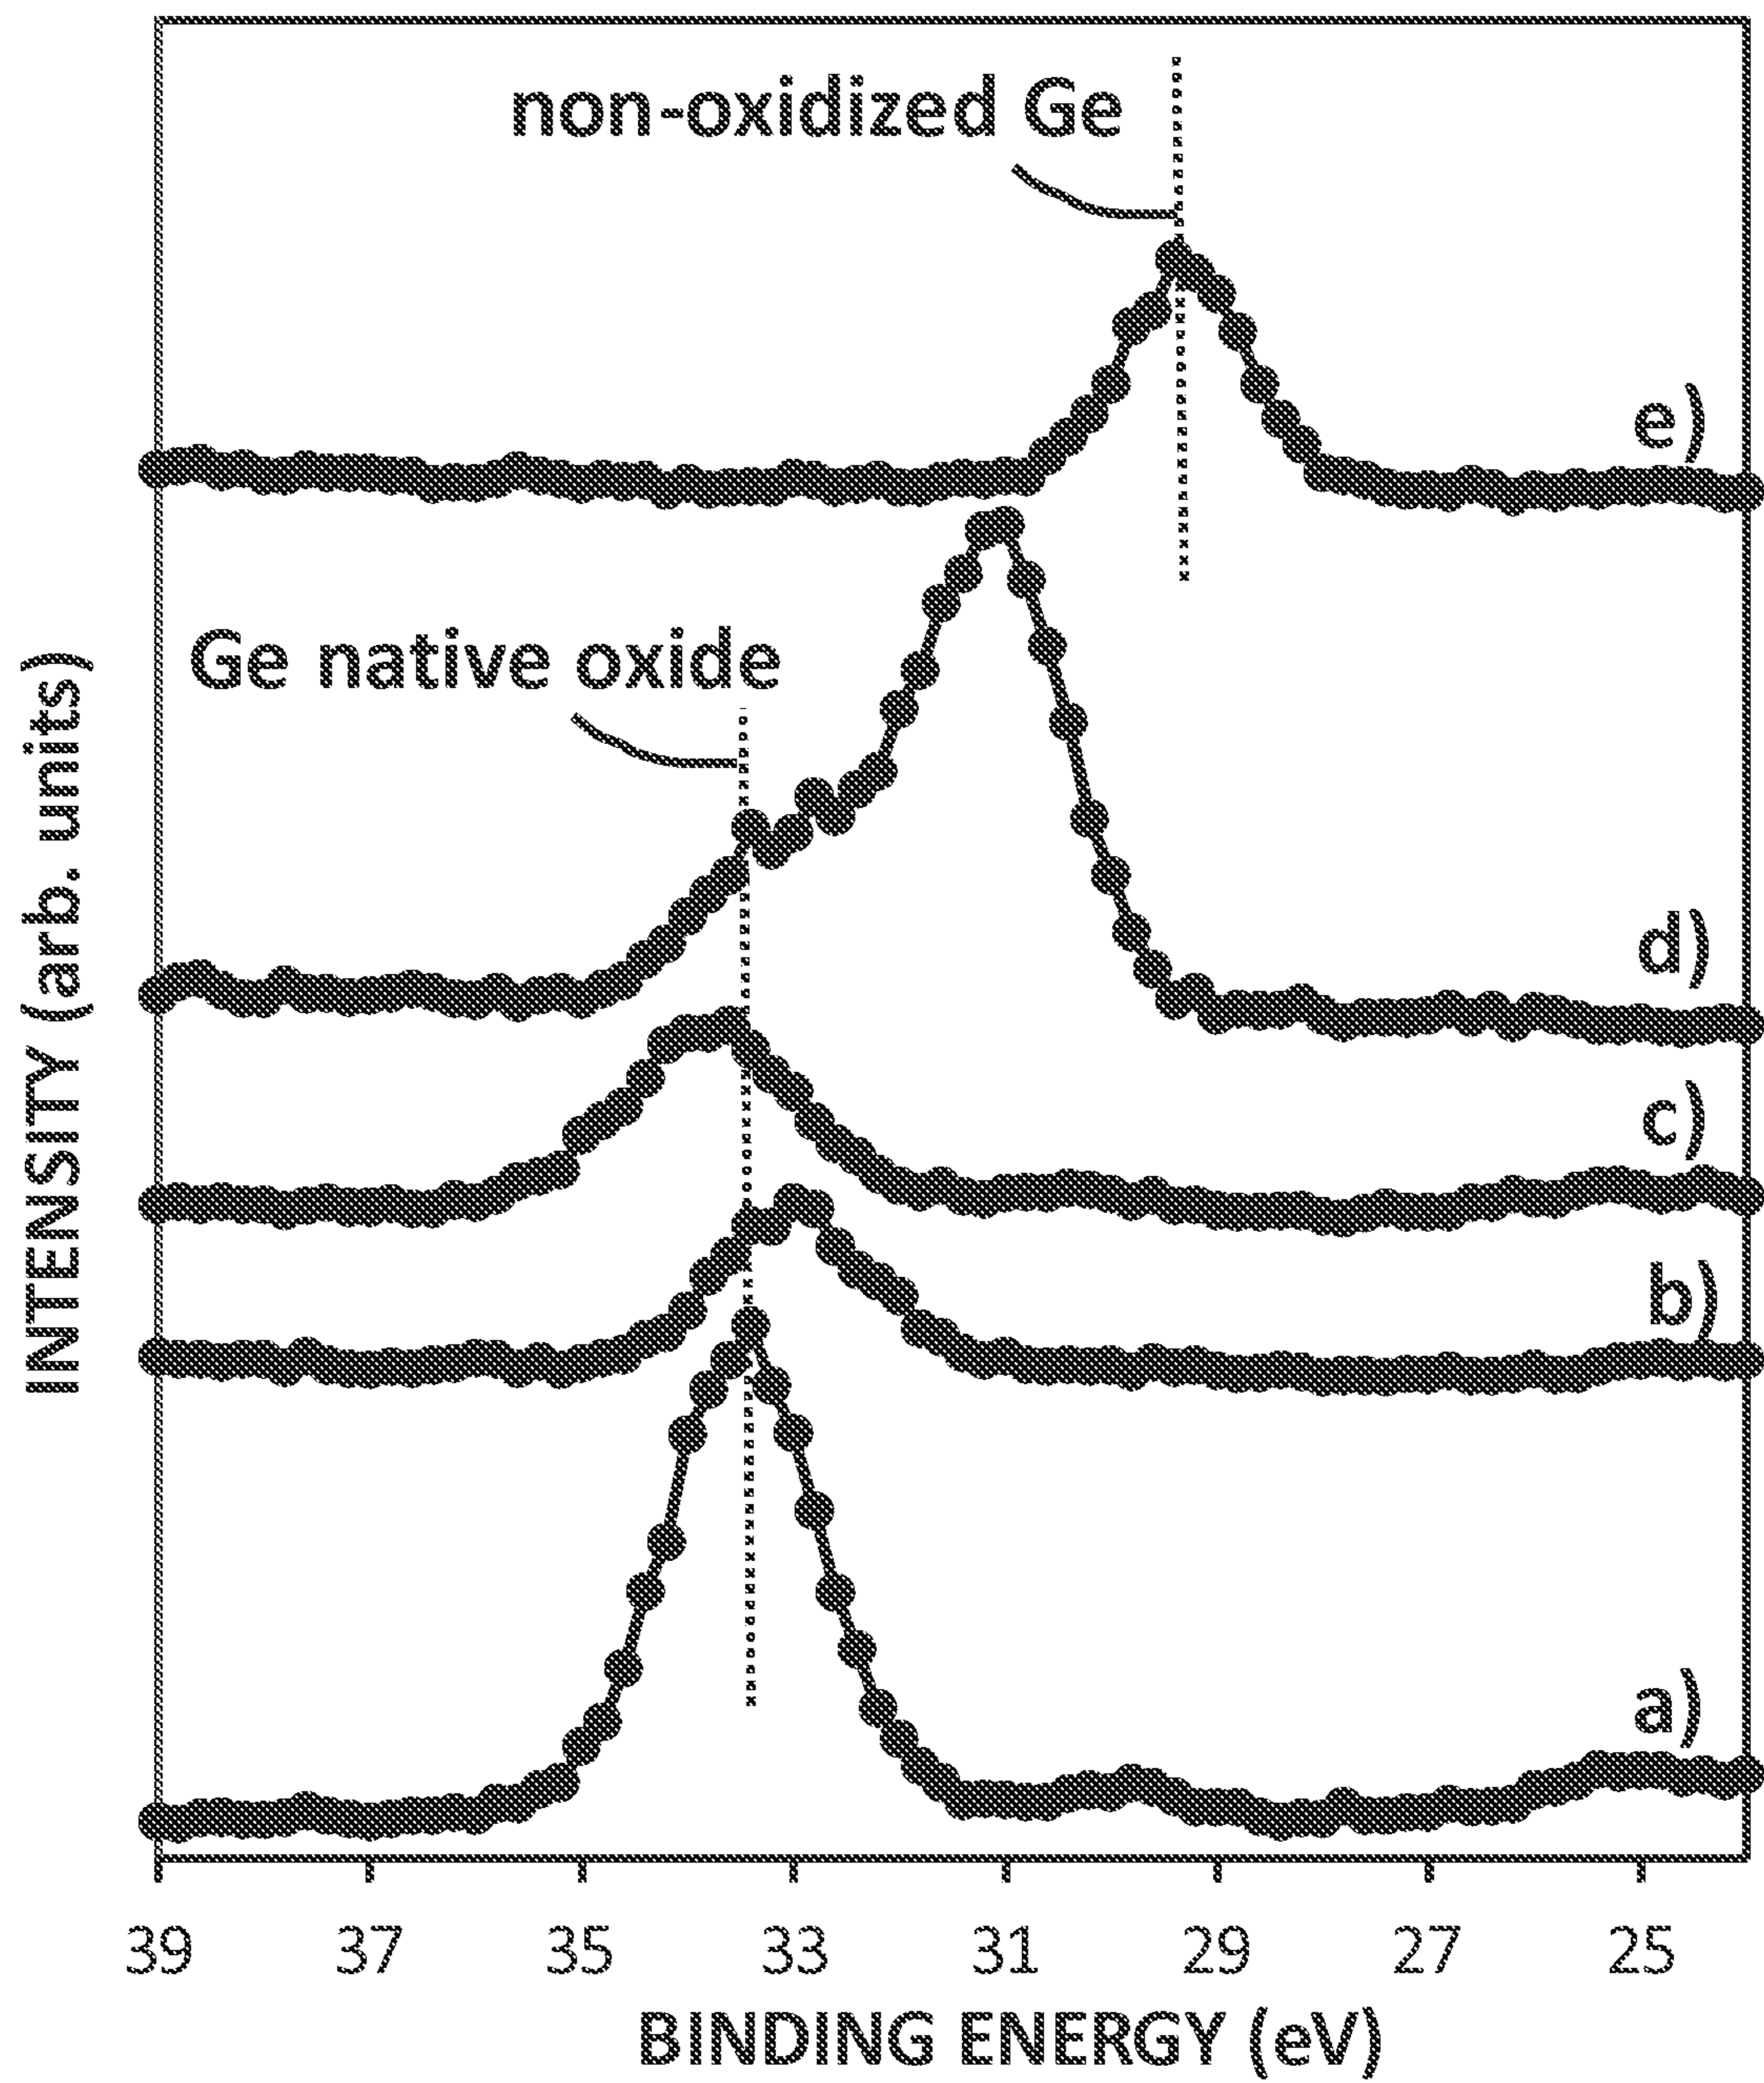 non-oxidized Ge
e)
Ge native oxide
d)
c)
b)
a)
INTENSITY (arb. units)
39 37 35 33 31 29 27 25
BINDING ENERGY (eV)